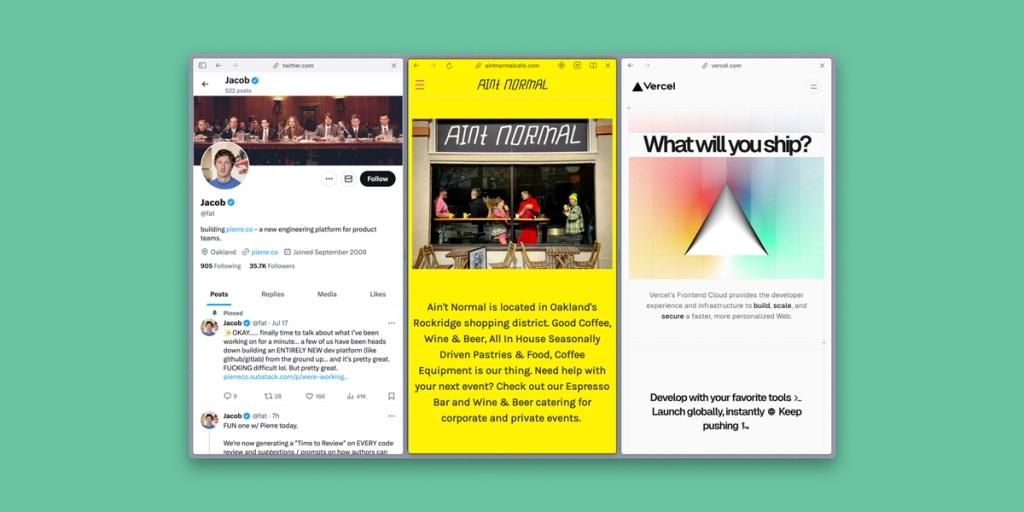 twitter.com
Jacob
522 posts
Follow
Jacob
@fat
building pierre.co - a new engineering platform for product
teams.
Oakland pierre.co Joined September 2008
905 Following 35.7K Followers
Posts Replies Media Likes
Pinned
Jacob @fat · Jul 17
✨OKAY..... finally time to talk about what I've been
working on for a minute... a few of us have been heads
down building an ENTIRELY NEW dev platform (like
github/gitlab) from the ground up... and it's pretty great.
FUCKING difficult lol. But pretty great.
pierreco.substack.com/p/were-working...
9 28 166 41K
Jacob @fat · 7h
FUN one w/ Pierre today.
We're now generating a "Time to Review" on EVERY code
review and suggestions / prompts on how authors can
aintnormalcafe.com
AINt NORMAL
AINt NORMAL
Ain't Normal is located in Oakland's
Rockridge shopping district. Good Coffee,
Wine & Beer, All In House Seasonally
Driven Pastries & Food, Coffee
Equipment is our thing. Need help with
your next event? Check out our Espresso
Bar and Wine & Beer catering for
corporate and private events.
vercel.com
Vercel
What will you ship?
Vercel's Frontend Cloud provides the developer
experience and infrastructure to build, scale, and
secure a faster, more personalized Web.
Develop with your favorite tools >_
Launch globally, instantly Keep
pushing